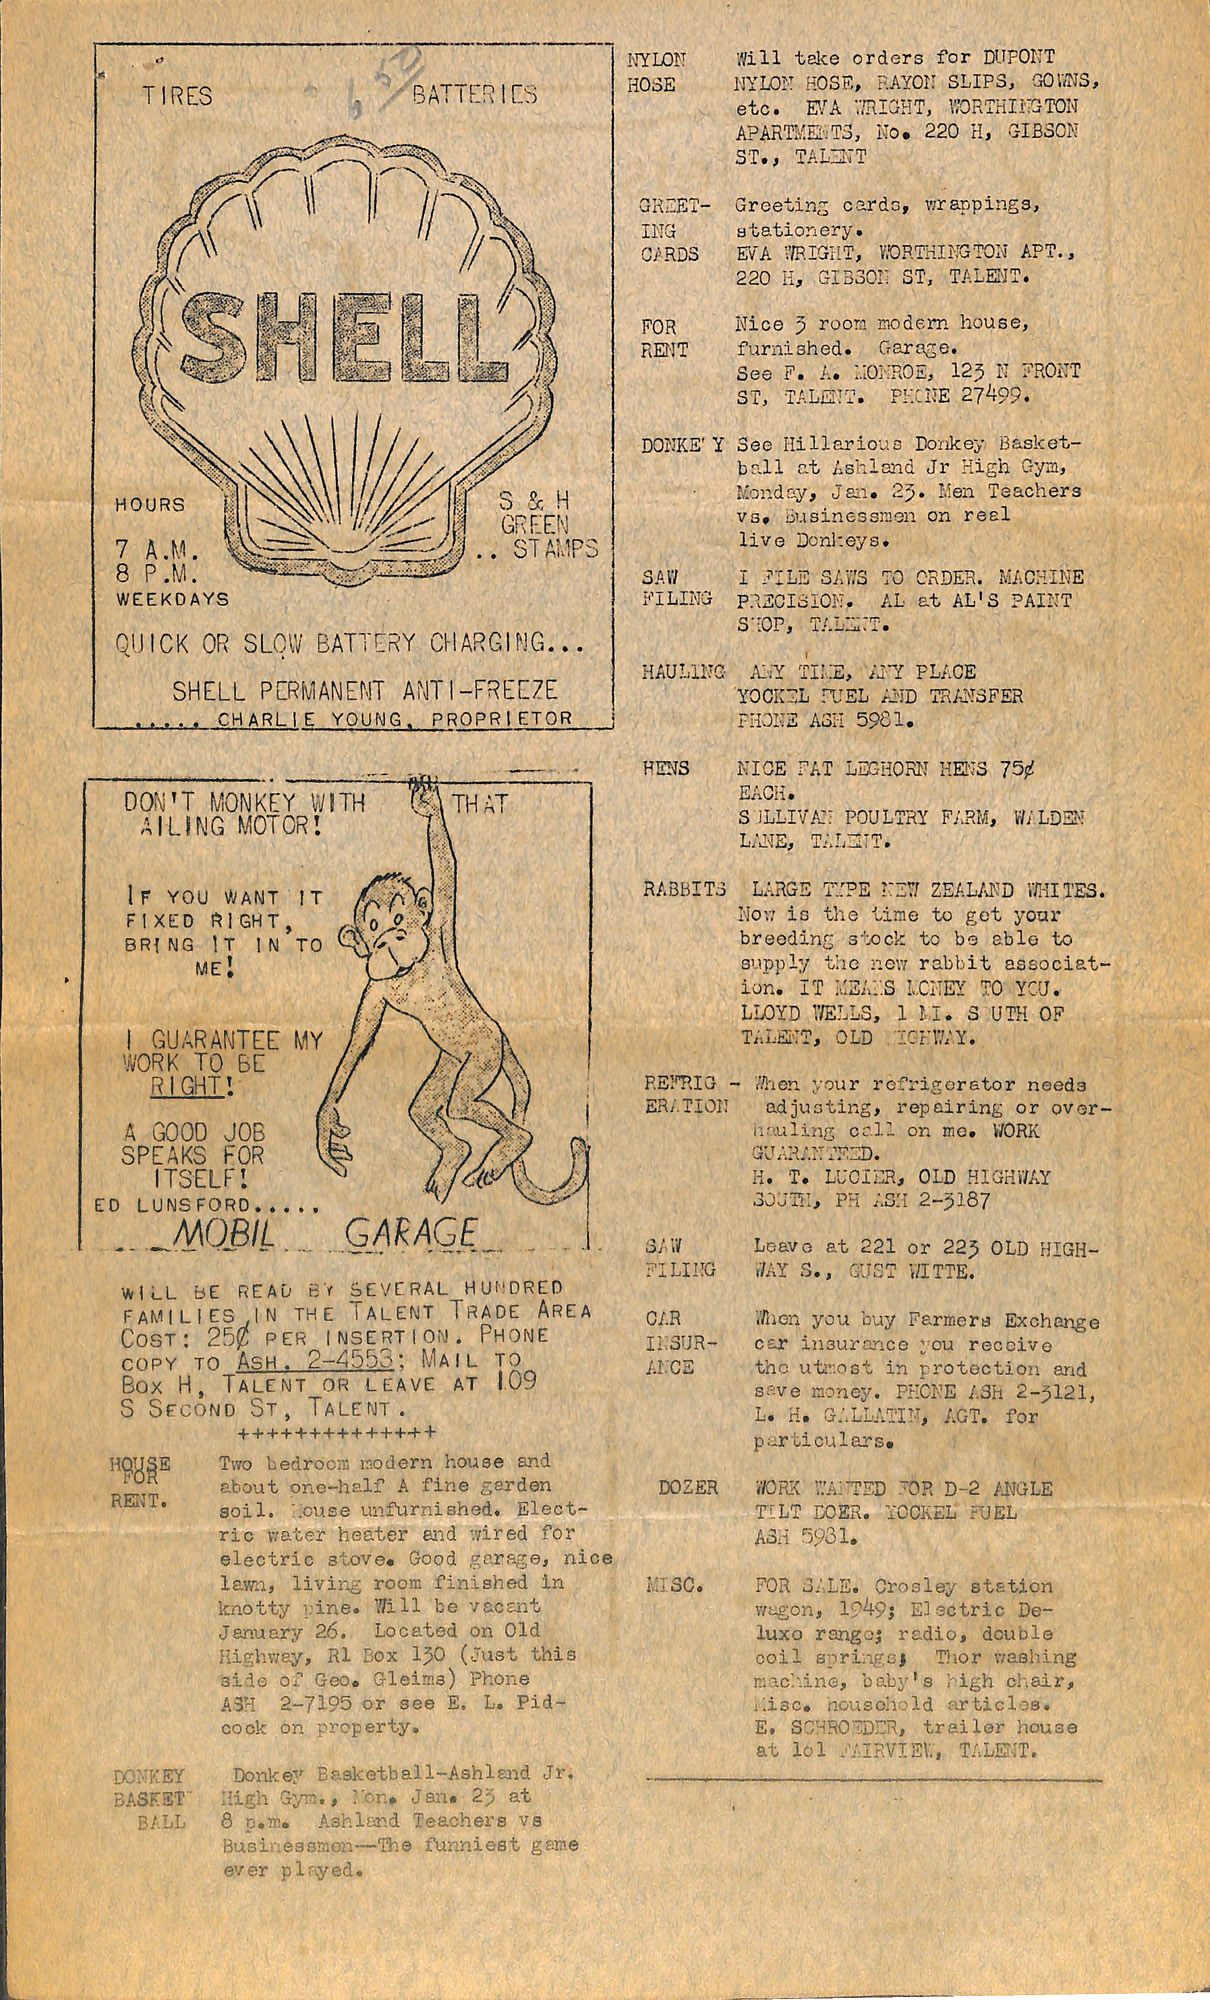 6 50
TIRES BATTERIES
SHELL
HOURS
7 A.M.
8 P.M.
WEEKDAYS
S & H
GREEN
.. STAMPS
QUICK OR SLOW BATTERY CHARGING...
SHELL PERMANENT ANTI-FREEZE
..... CHARLIE YOUNG, PROPRIETOR
DON'T MONKEY WITH THAT
AILING MOTOR!
IF YOU WANT IT
FIXED RIGHT,
BRING IT IN TO
ME!
I GUARANTEE MY
WORK TO BE
RIGHT!
A GOOD JOB
SPEAKS FOR
ITSELF!
ED LUNSFORD.....
MOBIL GARAGE
WILL BE READ BY SEVERAL HUNDRED
FAMILIES IN THE TALENT TRADE AREA
COST: 25¢ PER INSERTION. PHONE
COPY TO ASH. 2-4553; MAIL TO
BOX H, TALENT OR LEAVE AT 109
S SECOND ST, TALENT.
++++++++++++++
HOUSE FOR RENT. Two bedroom modern house and
about one-half A fine garden
soil. House unfurnished. Elect-
ric water heater and wired for
electric stove. Good garage, nice
lawn, living room finished in
knotty pine. Will be vacant
January 26. Located on Old
Highway, R1 Box 130 (Just this
side of Geo. Gleims) Phone
ASH 2-7195 or see E. L. Pid-
cock on property.
DONKEY Donkey Basketball-Ashland Jr.
BASKET High Gym., Mon. Jan. 23 at
BALL 8 p.m. Ashland Teachers vs
Businessmen--The funniest game
ever played.
NYLON Will take orders for DUPONT
HOSE NYLON HOSE, RAYON SLIPS, GOWNS,
etc. EVA WRIGHT, WORTHINGTON
APARTMENTS, No. 220 H, GIBSON
ST., TALENT
GREET- Greeting cards, wrappings,
ING stationery.
CARDS EVA WRIGHT, WORTHINGTON APT.,
220 H, GIBSON ST, TALENT.
FOR Nice 3 room modern house,
RENT furnished. Garage.
See F. A. MONROE, 123 N FRONT
ST, TALENT. PHONE 27499.
DONKE'Y See Hillarious Donkey Basket-
ball at Ashland Jr High Gym,
Monday, Jan. 23. Men Teachers
vs. Businessmen on real
live Donkeys.
SAW I FILE SAWS TO ORDER. MACHINE
FILING PRECISION. AL at AL'S PAINT
SHOP, TALENT.
HAULING ANY TIME, ANY PLACE
YOCKEL FUEL AND TRANSFER
PHONE ASH 5981.
HENS NICE FAT LEGHORN HENS 75¢
EACH.
SULLIVAN POULTRY FARM, WALDEN
LANE, TALENT.
RABBITS LARGE TYPE NEW ZEALAND WHITES.
Now is the time to get your
breeding stock to be able to
supply the new rabbit associat-
ion. IT MEANS MONEY TO YOU.
LLOYD WELLS, 1 MI. SOUTH OF
TALENT, OLD HIGHWAY.
REFRIG - When your refrigerator needs
ERATION adjusting, repairing or over-
hauling call on me. WORK
GUARANTEED.
H. T. LUCIER, OLD HIGHWAY
SOUTH, PH ASH 2-3187
SAW Leave at 221 or 223 OLD HIGH-
FILING WAY S., GUST WITTE.
CAR When you buy Farmers Exchange
INSUR- car insurance you receive
ANCE the utmost in protection and
save money. PHONE ASH 2-3121,
L. H. GALLATIN, AGT. for
particulars.
DOZER WORK WANTED FOR D-2 ANGLE
TILT DOER. YOCKEL FUEL
ASH 5981.
MISC. FOR SALE. Crosley station
wagon, 1949; Electric De-
luxo range; radio, double
coil springs; Thor washing
machine, baby's high chair,
Misc. household articles.
E. SCHROEDER, trailer house
at lol FAIRVIEW, TALENT.